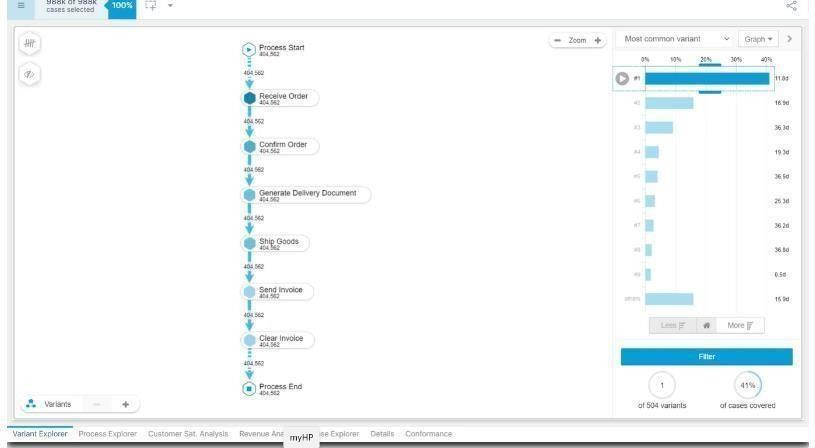 988k of 988k
cases selected
100%
Process Start
404,562
404,562
Receive Order
404,562
404,562
Confirm Order
404,562
404,562
Generate Delivery Document
404,562
404,562
Ship Goods
404,562
404,562
Send Invoice
404,562
404,562
Clear Invoice
404,562
404,562
Process End
404,562
Zoom
Variants
Most common variant
Graph
0% 10% 20% 30% 40%
#1 11.8d
#2 16.9d
#3 36.3d
#4 19.3d
#5 36.5d
#6 25.3d
#7 36.2d
#8 36.8d
#9 6.5d
others 15.9d
Less
More
Filter
1
of 504 variants
41%
of cases covered
Variant Explorer Process Explorer Customer Sat. Analysis Revenue Ana se Explorer Details Conformance
myHP